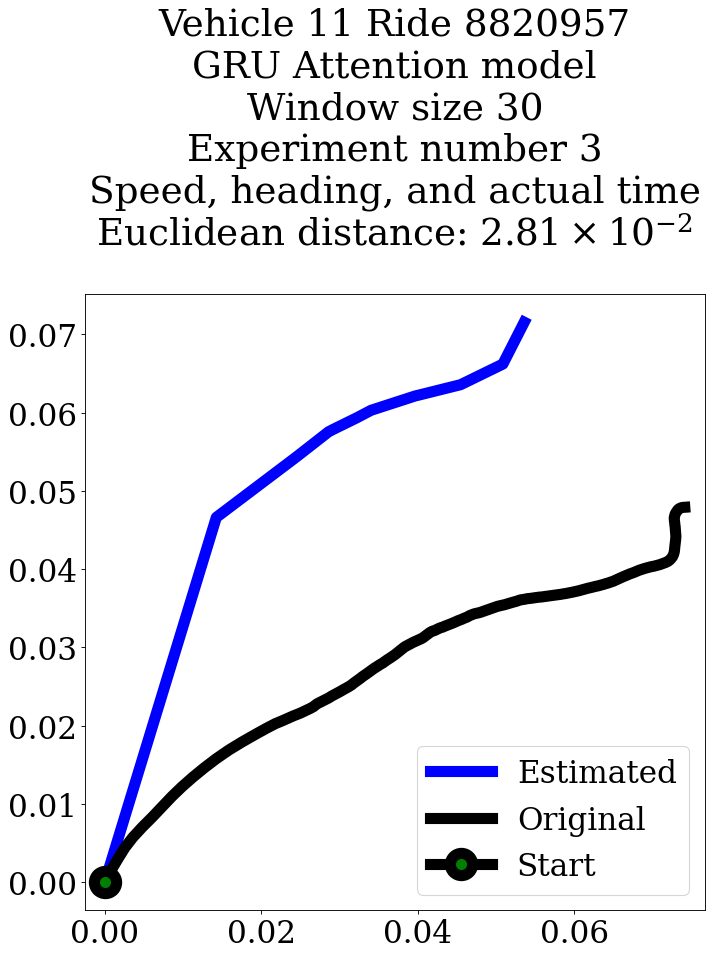 Vehicle 11 Ride 8820957
GRU Attention model
Window size 30
Experiment number 3
Speed, heading, and actual time
Euclidean distance: 2.81 × 10⁻²
0.07
0.06
0.05
0.04
0.03
0.02
0.01
0.00
Estimated
Original
Start
0.00 0.02 0.04 0.06